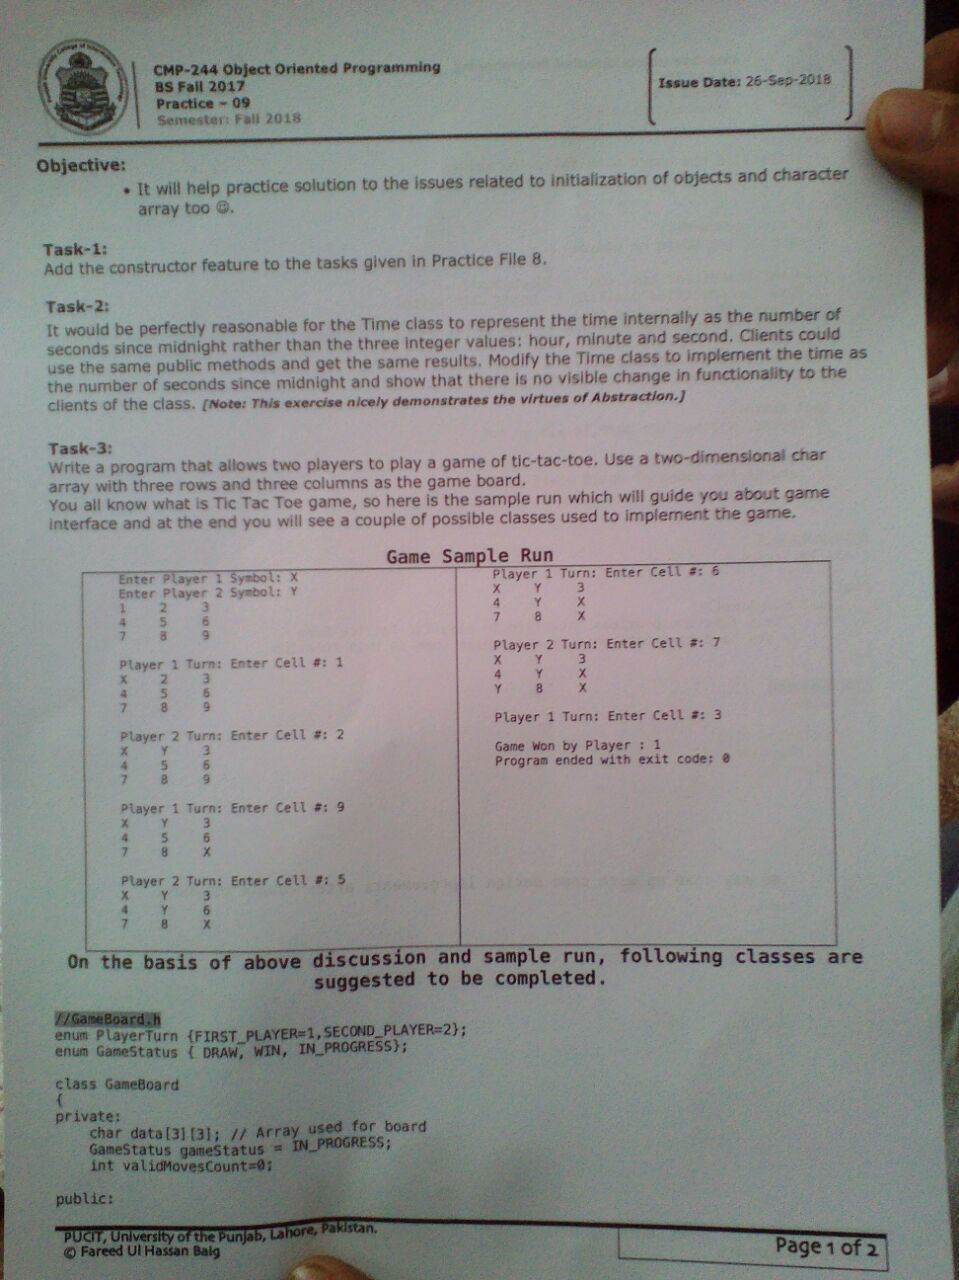 CMP-244 Object Oriented Programming
BS Fall 2017
Practice – 09
Semester: Fall 2018
Issue Date: 26-Sep-2018
Objective:
• It will help practice solution to the issues related to initialization of objects and character
array too ☺.
Task-1:
Add the constructor feature to the tasks given in Practice File 8.
Task-2:
It would be perfectly reasonable for the Time class to represent the time internally as the number of
seconds since midnight rather than the three integer values: hour, minute and second. Clients could
use the same public methods and get the same results. Modify the Time class to implement the time as
the number of seconds since midnight and show that there is no visible change in functionality to the
clients of the class. [Note: This exercise nicely demonstrates the virtues of Abstraction.]
Task-3:
Write a program that allows two players to play a game of tic-tac-toe. Use a two-dimensional char
array with three rows and three columns as the game board.
You all know what is Tic Tac Toe game, so here is the sample run which will guide you about game
interface and at the end you will see a couple of possible classes used to implement the game.
Game Sample Run
Enter Player 1 Symbol: X
Enter Player 2 Symbol: Y
1 2 3
4 5 6
7 8 9
Player 1 Turn: Enter Cell #: 1
X 2 3
4 5 6
7 8 9
Player 2 Turn: Enter Cell #: 2
X Y 3
4 5 6
7 8 9
Player 1 Turn: Enter Cell #: 9
X Y 3
4 5 6
7 8 X
Player 2 Turn: Enter Cell #: 5
X Y 3
4 Y 6
7 8 X
Player 1 Turn: Enter Cell #: 6
X Y 3
4 Y X
7 8 X
Player 2 Turn: Enter Cell #: 7
X Y 3
4 Y X
Y 8 X
Player 1 Turn: Enter Cell #: 3
Game Won by Player : 1
Program ended with exit code: 0
On the basis of above discussion and sample run, following classes are
suggested to be completed.
//GameBoard.h
enum PlayerTurn {FIRST_PLAYER=1,SECOND_PLAYER=2};
enum GameStatus { DRAW, WIN, IN_PROGRESS};
class GameBoard
{
private:
char data[3][3]; // Array used for board
GameStatus gameStatus = IN_PROGRESS;
int validMovesCount=0;
public:
PUCIT, University of the Punjab, Lahore, Pakistan.
© Fareed Ul Hassan Baig
Page 1 of 2